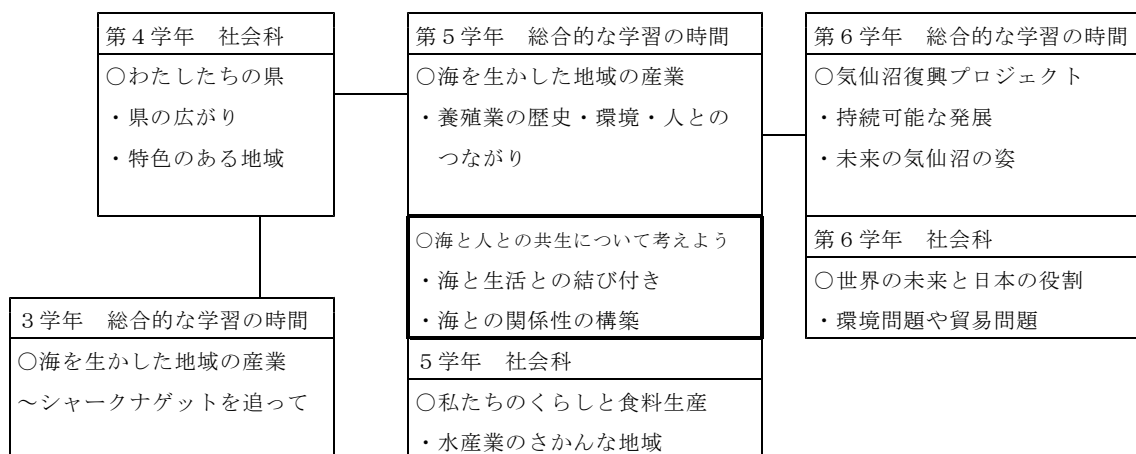 第４学年　社会科
○わたしたちの県
・県の広がり
・特色のある地域
３学年　総合的な学習の時間
○海を生かした地域の産業
～シャークナゲットを追って
第５学年　総合的な学習の時間
○海を生かした地域の産業
・養殖業の歴史・環境・人との
つながり
○海と人との共生について考えよう
・海と生活との結び付き
・海との関係性の構築
５学年　社会科
○私たちのくらしと食料生産
・水産業のさかんな地域
第６学年　総合的な学習の時間
○気仙沼復興プロジェクト
・持続可能な発展
・未来の気仙沼の姿
第６学年　社会科
○世界の未来と日本の役割
・環境問題や貿易問題